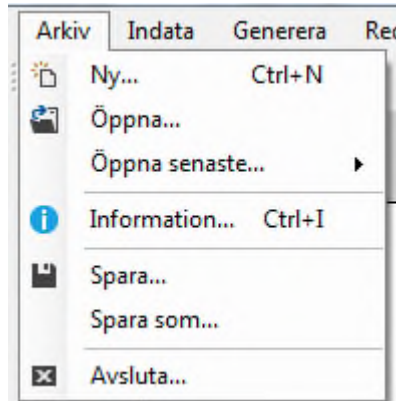 Arkiv Indata Generera
Ny... Ctrl+N
Öppna...
Öppna senaste...
Information... Ctrl+I
Spara...
Spara som...
Avsluta...